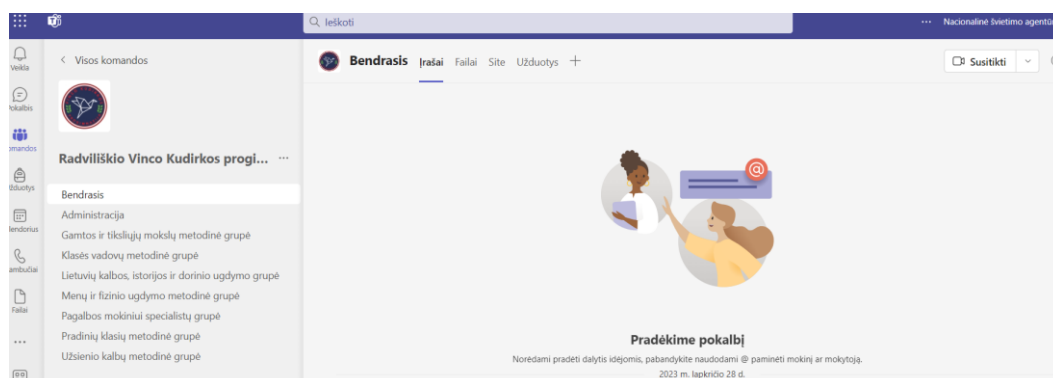 Ieškoti
Nacionalinė švietimo
Veikla
Visos komandos
Bendrasis Įrašai Failai Site Užduotys
Susitikti
Radviliškio Vinco Kudirkos progi...
Bendrasis
Administracija
Gamtos ir tiksliųjų mokslų metodinė grupė
Klasės vadovų metodinė grupė
Lietuvių kalbos, istorijos ir dorinio ugdymo grupė
Menų ir fizinio ugdymo metodinė grupė
Failai
Pagalbos mokiniui specialistų grupė
Pradinių klasių metodinė grupė
Užsienio kalbų metodinė grupė
@
Pradėkime pokalbį
Norėdami pradėti dalytis idėjomis, pabandykite naudodami @ paminėti mokinį ar mokytoją.
2023 m. lapkričio 28 d.